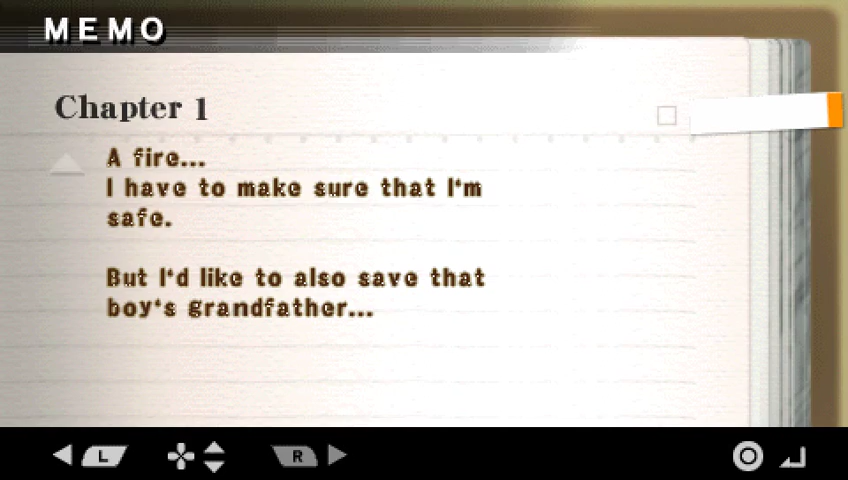 MEMO
Chapter 1
A fire...
I have to make sure that I'm
safe.
But I'd like to also save that
boy's grandfather...
L
R